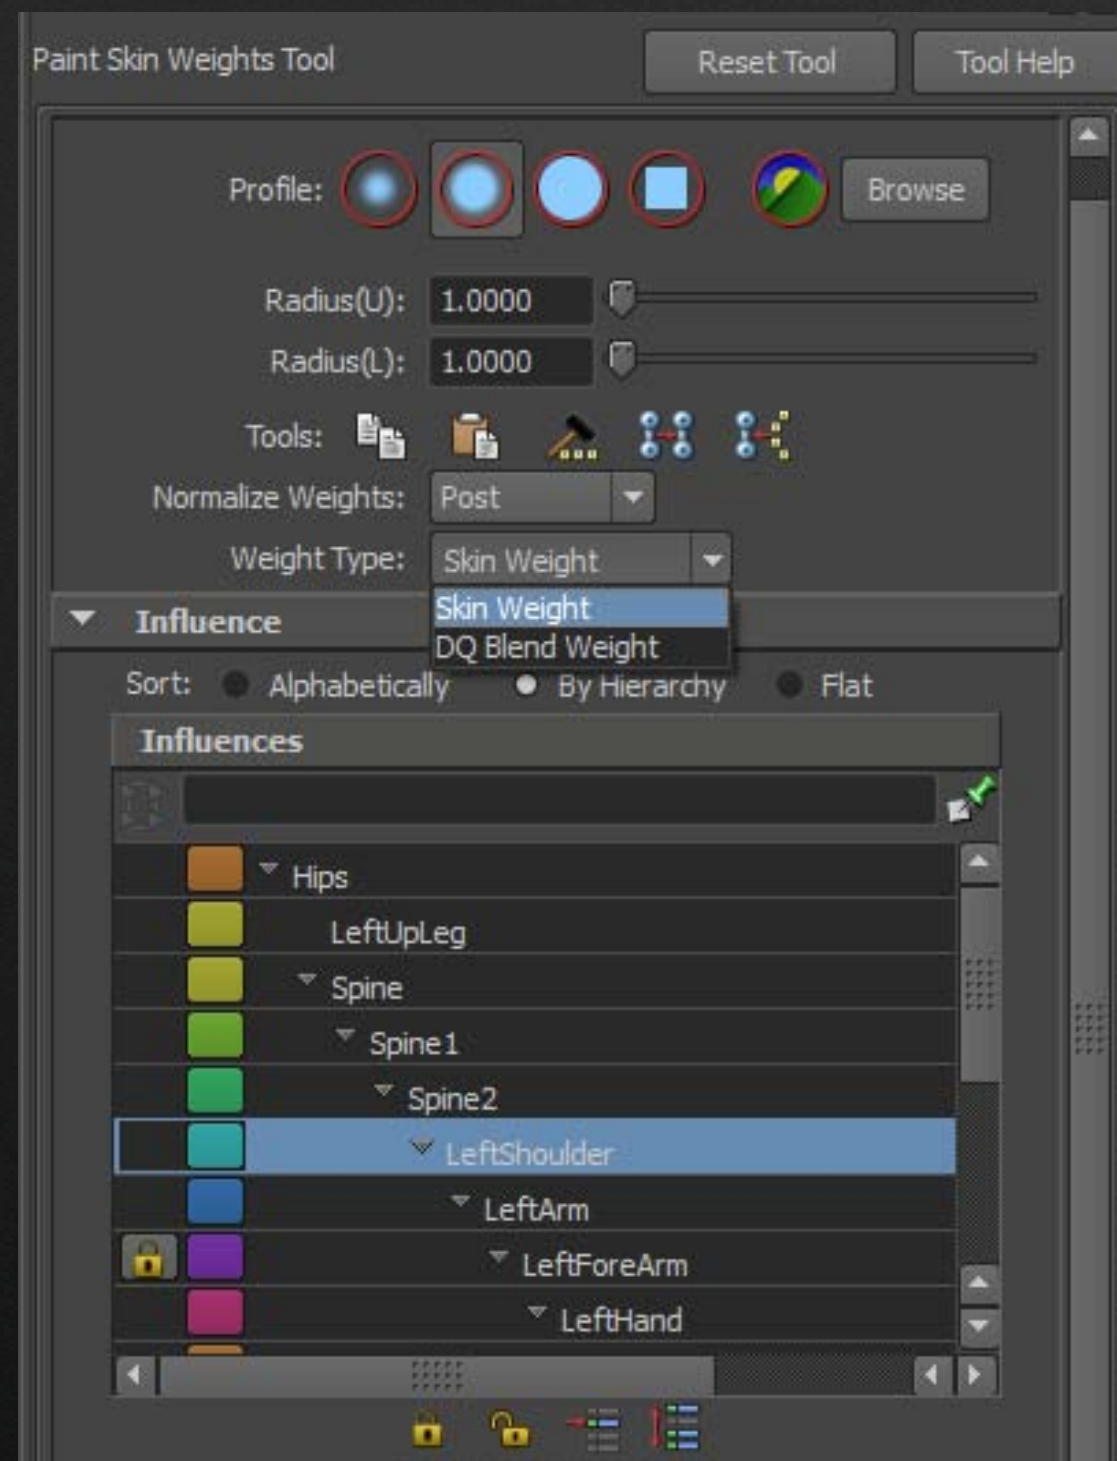 Paint Skin Weights Tool Reset Tool Tool Help
Profile: Browse
Radius(U): 1.0000
Radius(L): 1.0000
Tools:
Normalize Weights: Post
Weight Type: Skin Weight
Skin Weight
DQ Blend Weight
Influence
Sort: Alphabetically By Hierarchy Flat
Influences
Hips
LeftUpLeg
Spine
Spine1
Spine2
LeftShoulder
LeftArm
LeftForeArm
LeftHand